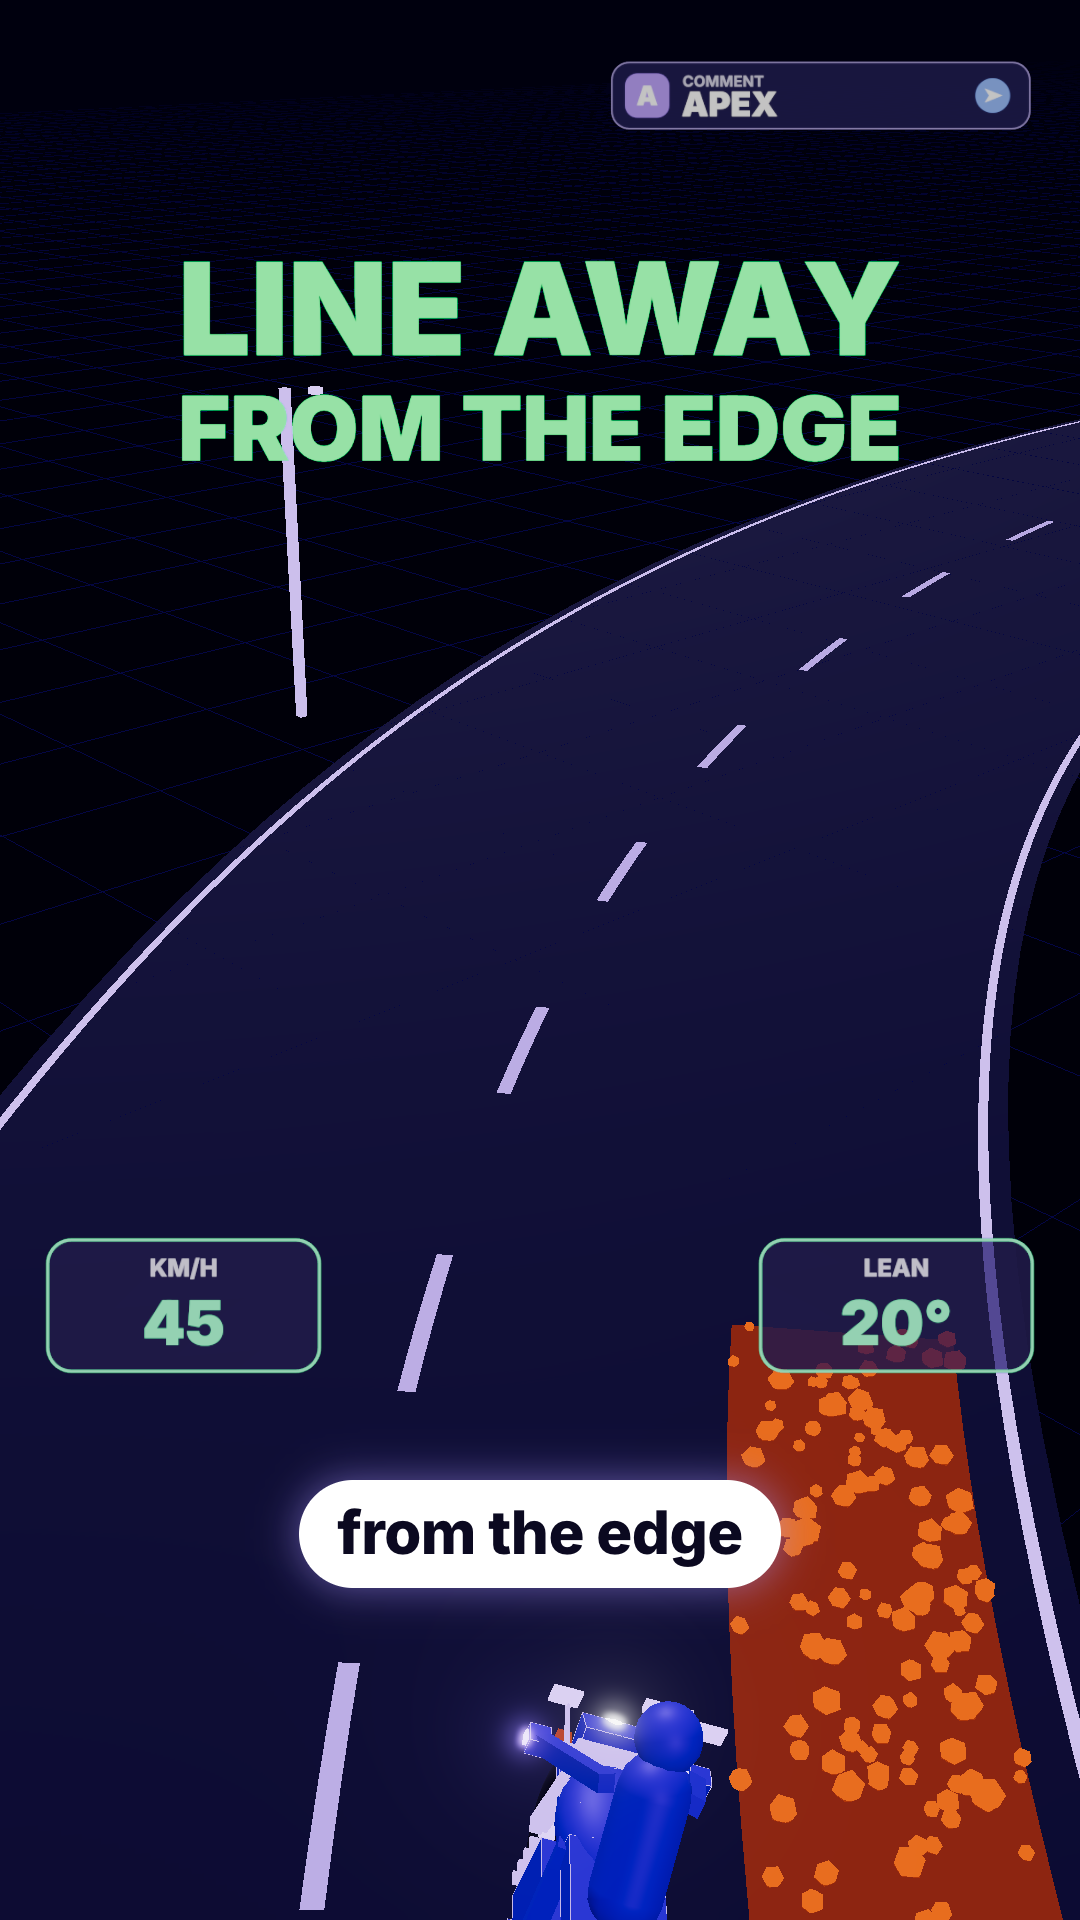 A
COMMENT
APEX
LINE AWAY
FROM THE EDGE
KM/H
45
LEAN
20°
from the edge